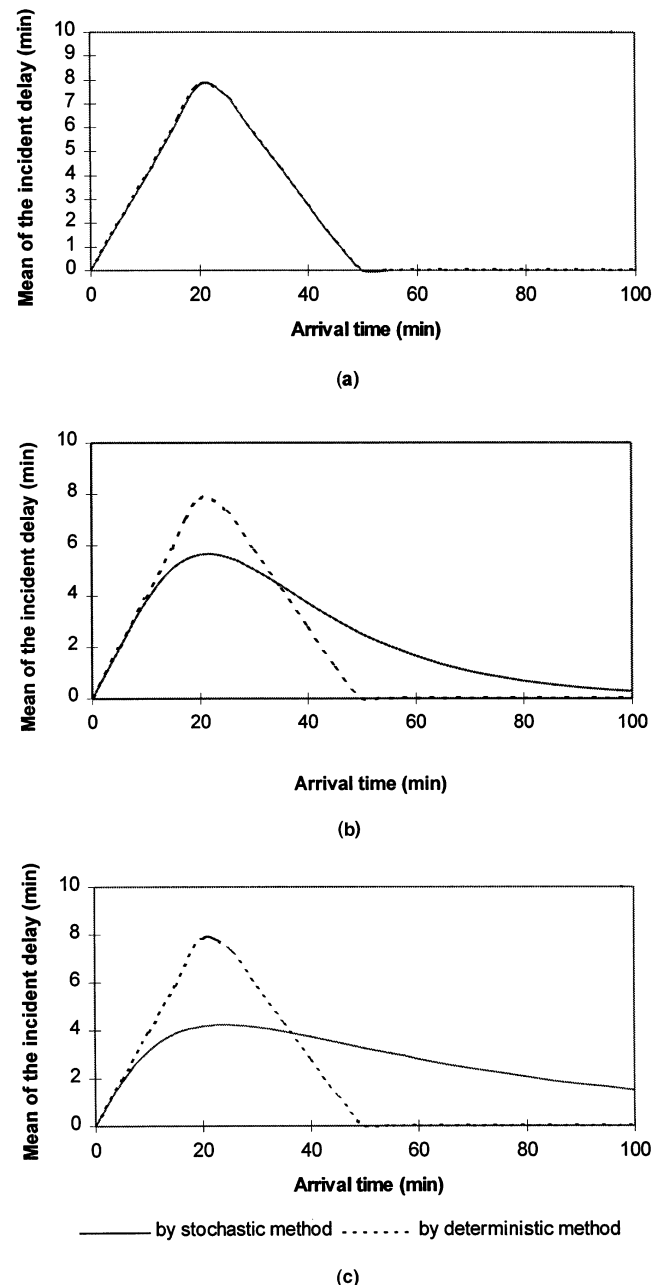 Mean of the incident delay (min)
10
9
8
7
6
5
4
3
2
1
0
0 20 40 60 80 100
Arrival time (min)
(a)
Mean of the incident delay (min)
10
8
6
4
2
0
0 20 40 60 80 100
Arrival time (min)
(b)
Mean of the incident delay (min)
10
8
6
4
2
0
0 20 40 60 80 100
Arrival time (min)
by stochastic method by deterministic method
(c)